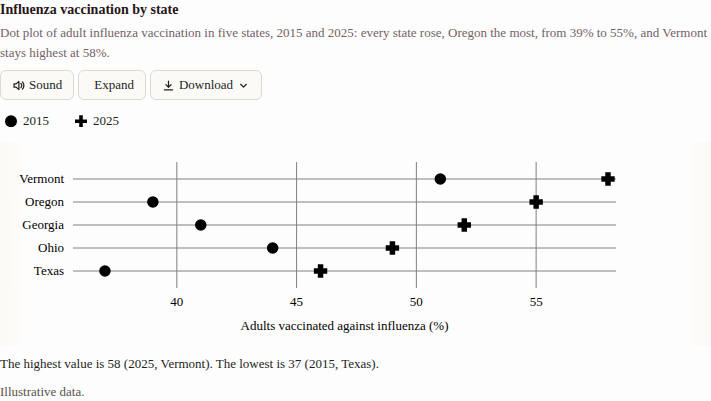 Influenza vaccination by state
Dot plot of adult influenza vaccination in five states, 2015 and 2025: every state rose, Oregon the most, from 39% to 55%, and Vermont
stays highest at 58%.
Sound Expand Download
2015 2025
Vermont
Oregon
Georgia
Ohio
Texas
40 45 50 55
Adults vaccinated against influenza (%)
The highest value is 58 (2025, Vermont). The lowest is 37 (2015, Texas).
Illustrative data.